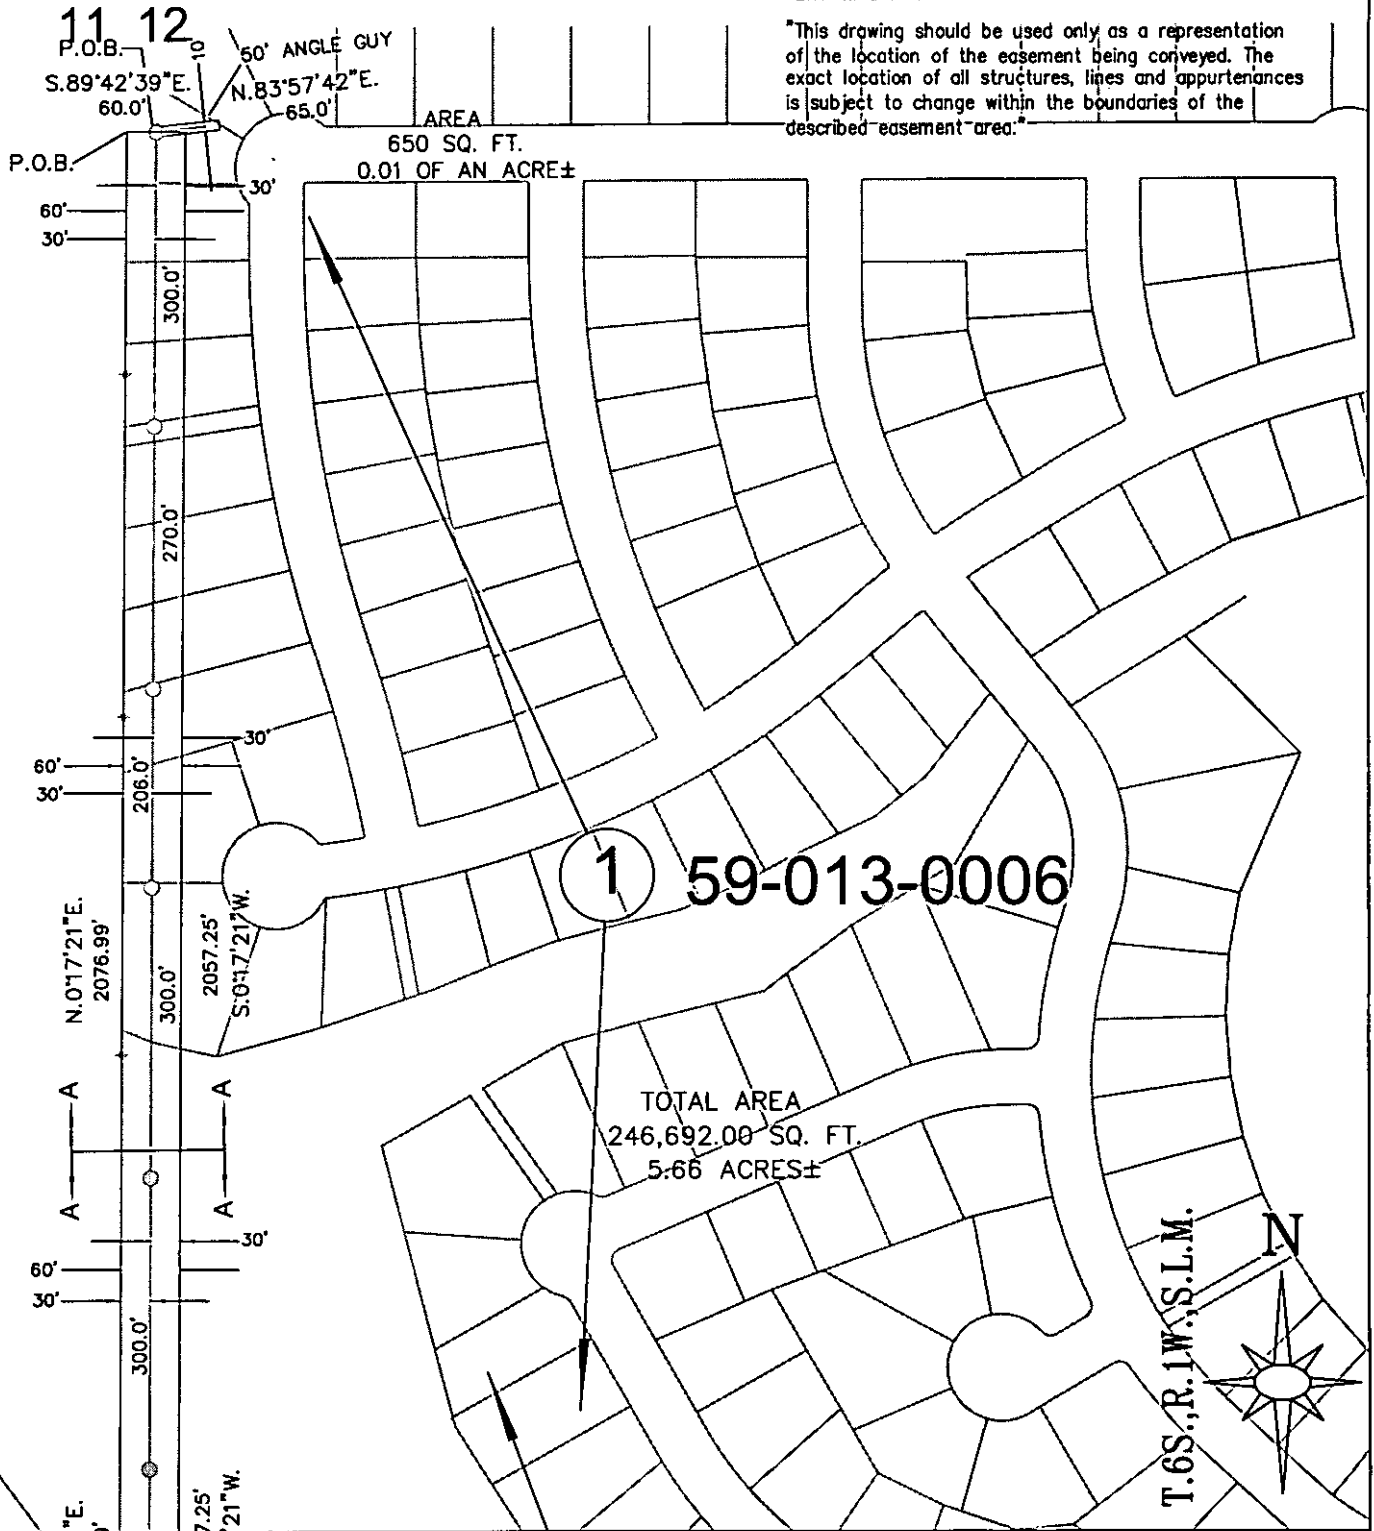 11 12
P.O.B.
10
50' ANGLE GUY
S.89°42'39"E.
60.0'
N.83°57'42"E.
65.0'
"This drawing should be used only as a representation
of the location of the easement being conveyed. The
exact location of all structures, lines and appurtenances
is subject to change within the boundaries of the
described easement area."
AREA
650 SQ. FT.
0.01 OF AN ACRE±
P.O.B.
30'
60'
30'
300.0'
270.0'
30'
60'
30'
206.0'
1
59-013-0006
N.0°17'21"E.
2076.99'
300.0'
2057.25'
S.0°17'21"W.
A
A
TOTAL AREA
246,692.00 SQ. FT.
5.66 ACRES±
A
A
30'
60'
30'
300.0'
T.6S.,R.1W.,S.L.M.
N
"E.
7.25'
'21"W.